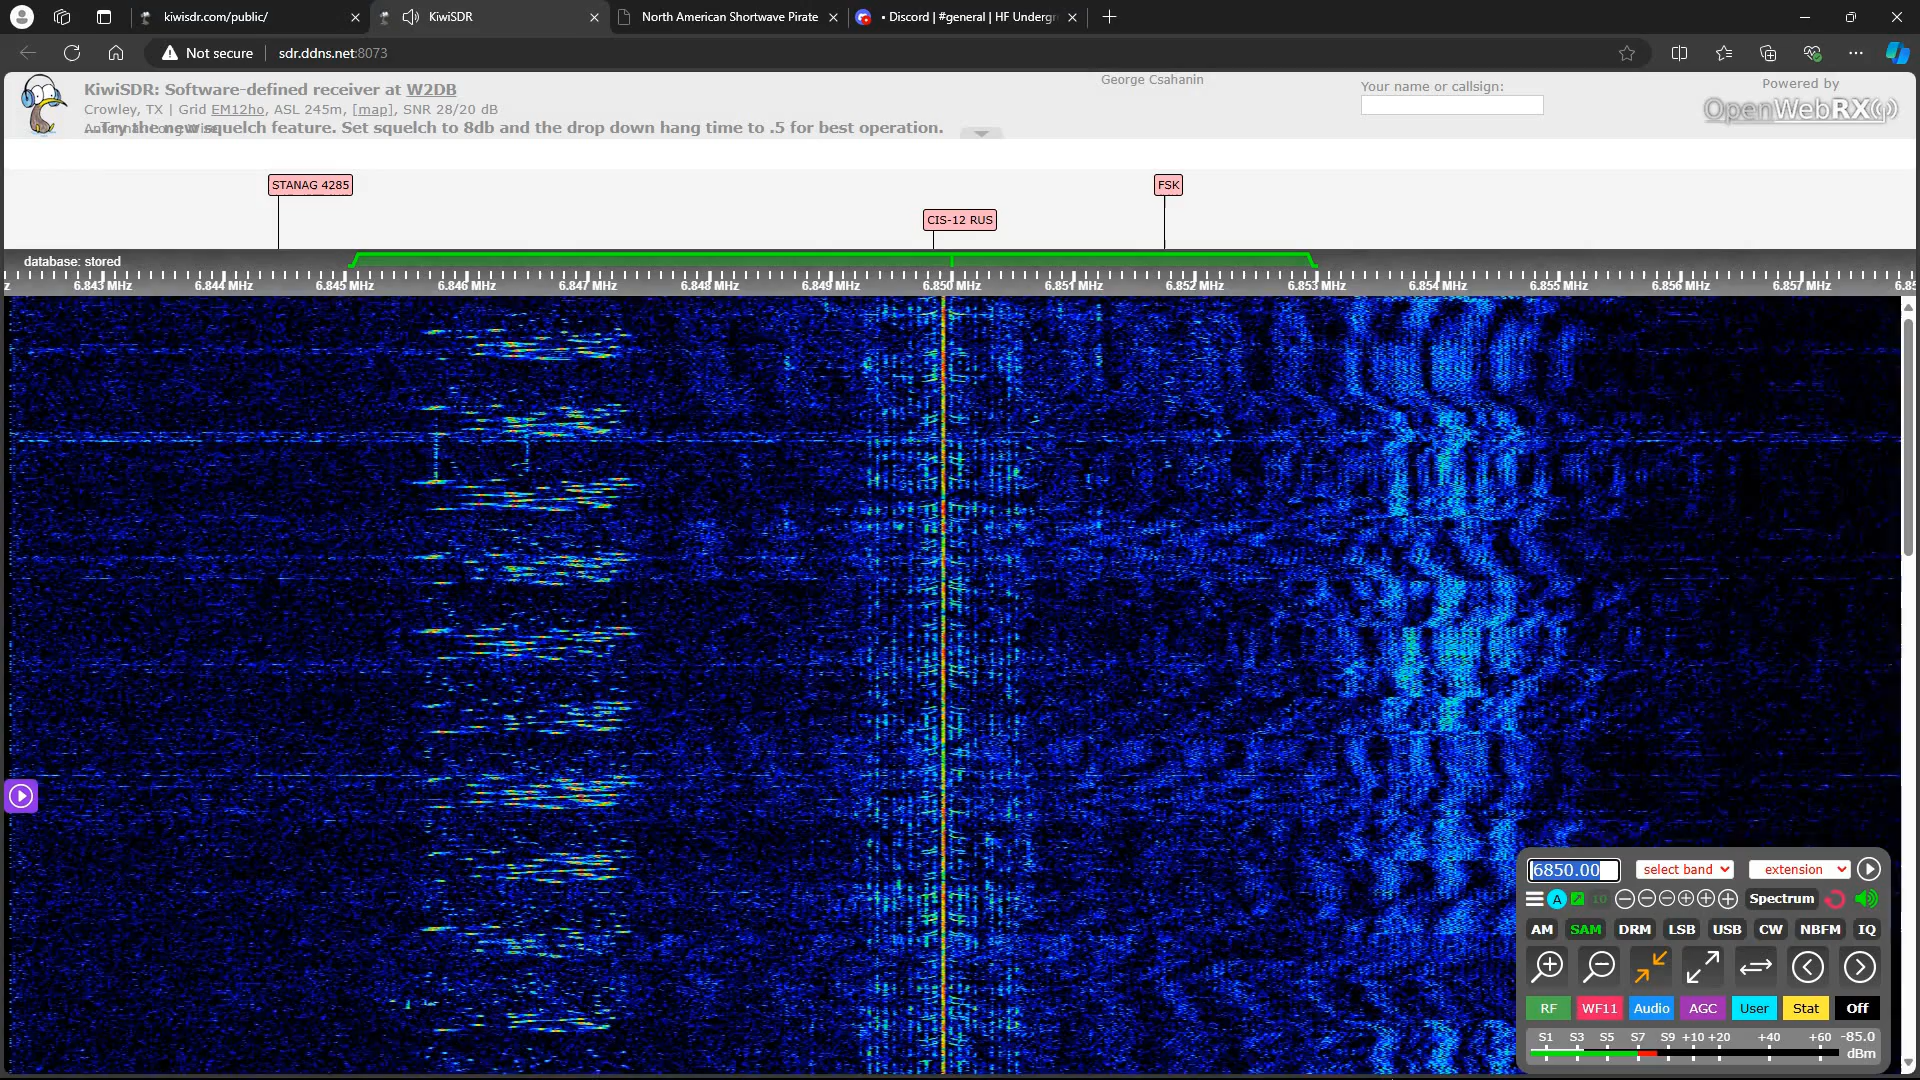 kiwisdr.com/public/
KiwiSDR
North American Shortwave Pirate
• Discord | #general | HF Undergr
Not secure
sdr.ddns.net:8073
KiwiSDR: Software-defined receiver at W2DB
Crowley, TX | Grid EM12ho, ASL 245m, [map], SNR 28/20 dB
...Try the new squelch feature. Set squelch to 8db and the drop down hang time to .5 for best operation.
George Csahanin
Your name or callsign:
Powered by
OpenWebRX
STANAG 4285
FSK
CIS-12 RUS
database: stored
z 6.843 MHz 6.844 MHz 6.845 MHz 6.846 MHz 6.847 MHz 6.848 MHz 6.849 MHz 6.850 MHz 6.851 MHz 6.852 MHz 6.853 MHz 6.854 MHz 6.855 MHz 6.856 MHz 6.857 MHz 6.85
6850.00 select band extension
A 10 Spectrum
AM SAM DRM LSB USB CW NBFM IQ
RF WF11 Audio AGC User Stat Off
S1 S3 S5 S7 S9 +10 +20 +40 +60 -85.0
dBm